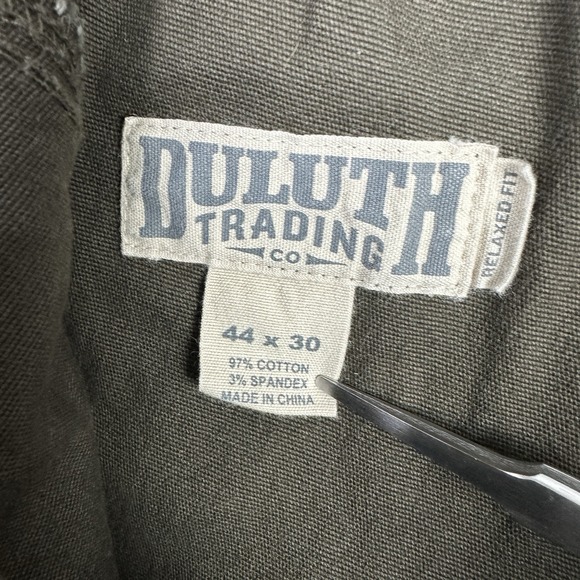 DULUTH
TRADING
CO
RELAXED FIT
44 x 30
97% COTTON
3% SPANDEX
MADE IN CHINA